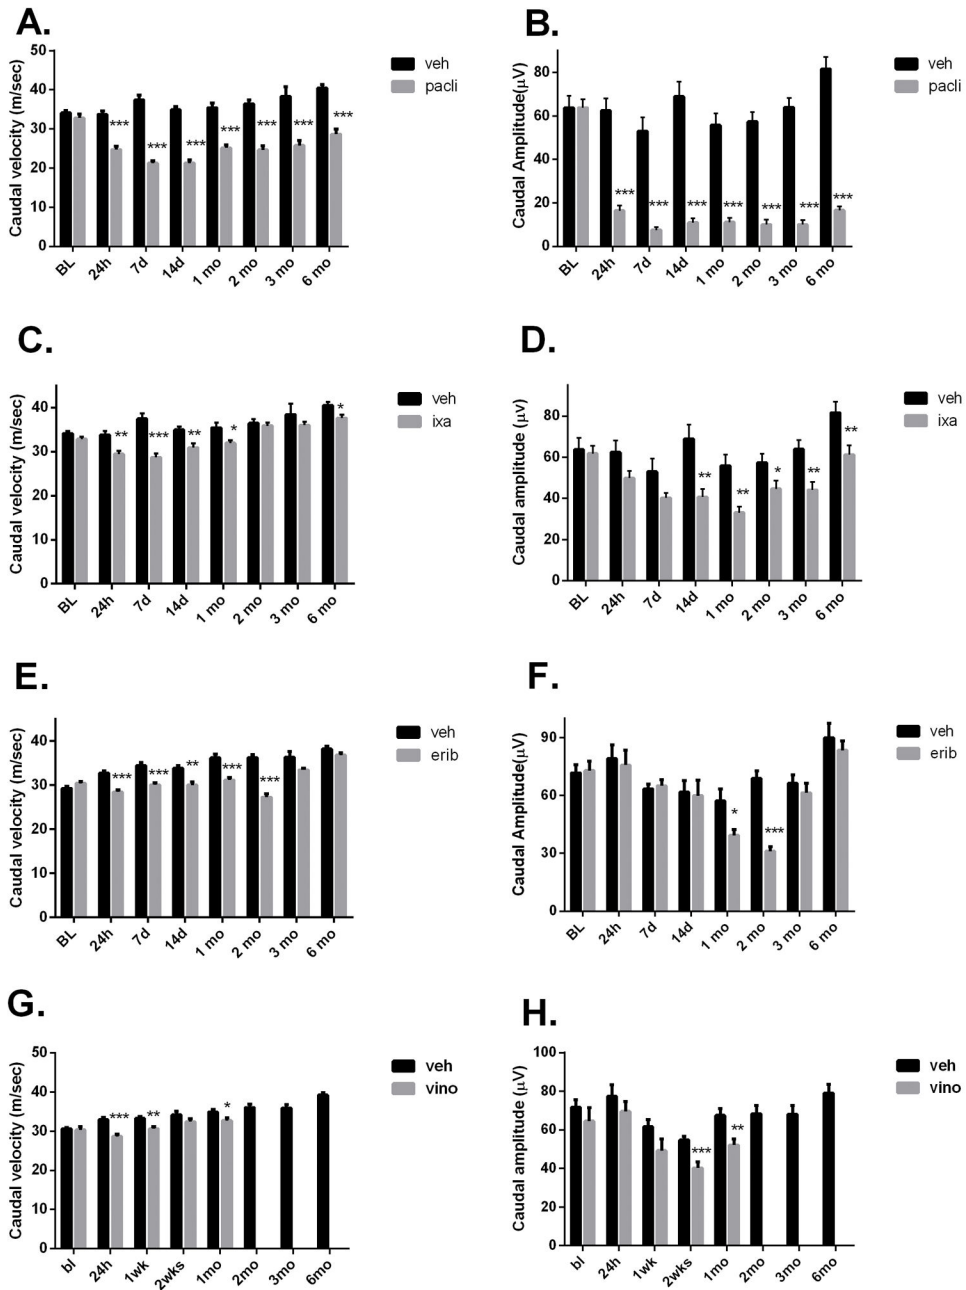 A.
Caudal velocity (m/sec)
50
40
30
20
10
0
*** *** *** *** *** *** ***
BL 24h 7d 14d 1 mo 2 mo 3 mo 6 mo
veh
pacli
B.
Caudal Amplitude(µV)
80
60
40
20
0
*** *** *** *** *** *** ***
BL 24h 7d 14d 1 mo 2 mo 3 mo 6 mo
veh
pacli
C.
Caudal velocity (m/sec)
40
30
20
10
0
** *** ** * *
BL 24h 7d 14d 1 mo 2 mo 3 mo 6 mo
veh
ixa
D.
Caudal amplitude (µv)
80
60
40
20
0
** ** * ** **
BL 24h 7d 14d 1 mo 2 mo 3 mo 6 mo
veh
ixa
E.
Caudal velocity (m/sec)
40
30
20
10
0
*** *** ** *** ***
BL 24h 7d 14d 1 mo 2 mo 3 mo 6 mo
veh
erib
F.
Caudal Amplitude(µV)
90
60
30
0
* ***
BL 24h 7d 14d 1 mo 2 mo 3 mo 6 mo
veh
erib
G.
Caudal velocity (m/sec)
50
40
30
20
10
0
*** ** *
bl 24h 1wk 2wks 1mo 2mo 3mo 6mo
veh
vino
H.
Caudal amplitude (µV)
100
80
60
40
20
0
*** **
bl 24h 1wk 2wks 1mo 2mo 3mo 6mo
veh
vino